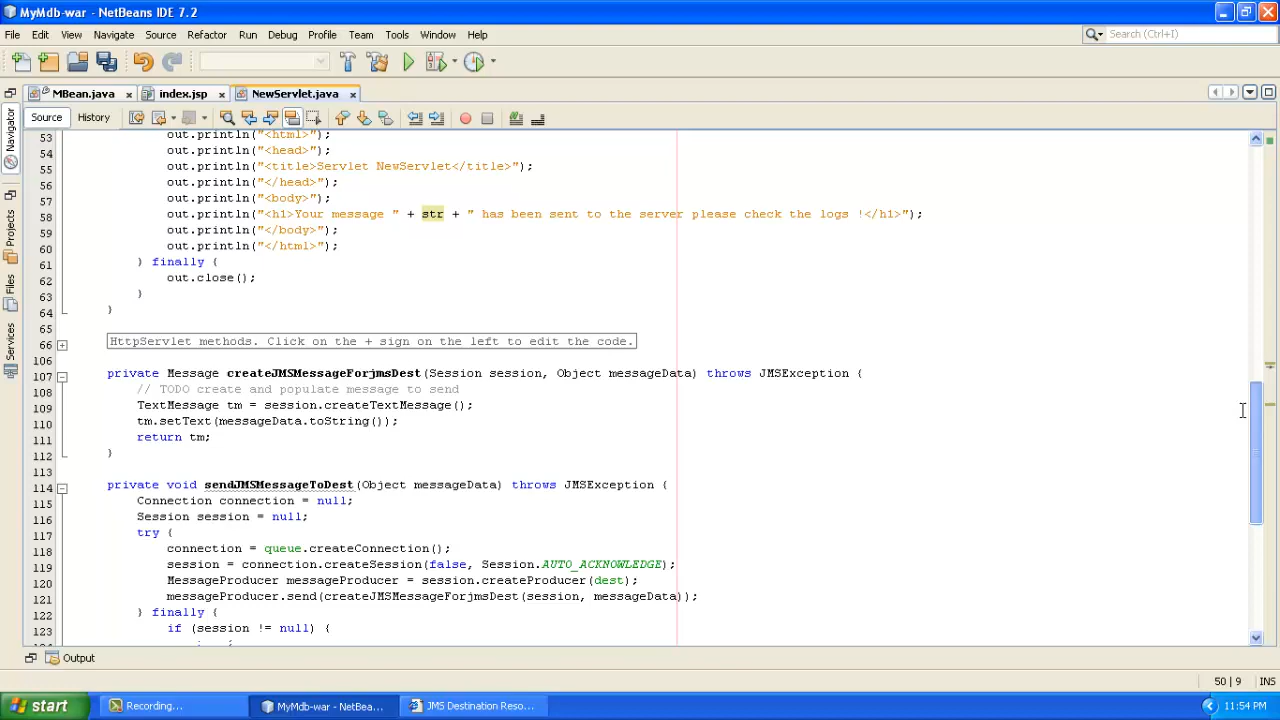 MyMdb-war - NetBeans IDE 7.2
File Edit View Navigate Source Refactor Run Debug Profile Team Tools Window Help
Search (Ctrl+I)
MBean.java x index.jsp x NewServlet.java x
Source History
Navigator
Projects
Files
Services
53 out.println("<html>");
54 out.println("<head>");
55 out.println("<title>Servlet NewServlet</title>");
56 out.println("</head>");
57 out.println("<body>");
58 out.println("<h1>Your message " + str + " has been sent to the server please check the logs !</h1>");
59 out.println("</body>");
60 out.println("</html>");
61 } finally {
62 out.close();
63 }
64 }
65
66 HttpServlet methods. Click on the + sign on the left to edit the code.
106
107 private Message createJMSMessageForjmsDest(Session session, Object messageData) throws JMSException {
108 // TODO create and populate message to send
109 TextMessage tm = session.createTextMessage();
110 tm.setText(messageData.toString());
111 return tm;
112 }
113
114 private void sendJMSMessageToDest(Object messageData) throws JMSException {
115 Connection connection = null;
116 Session session = null;
117 try {
118 connection = queue.createConnection();
119 session = connection.createSession(false, Session.AUTO_ACKNOWLEDGE);
120 MessageProducer messageProducer = session.createProducer(dest);
121 messageProducer.send(createJMSMessageForjmsDest(session, messageData));
122 } finally {
123 if (session != null) {
Output
50 | 9 INS
start Recording... MyMdb-war - NetBea... JMS Destination Reso... 11:54 PM